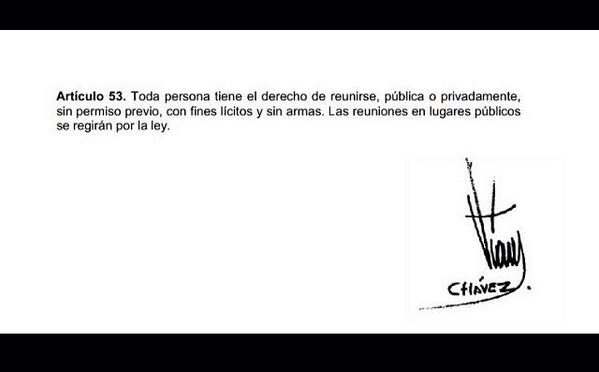 Artículo 53. Toda persona tiene el derecho de reunirse, pública o privadamente,
sin permiso previo, con fines lícitos y sin armas. Las reuniones en lugares públicos
se regirán por la ley.
CHÁVEZ.